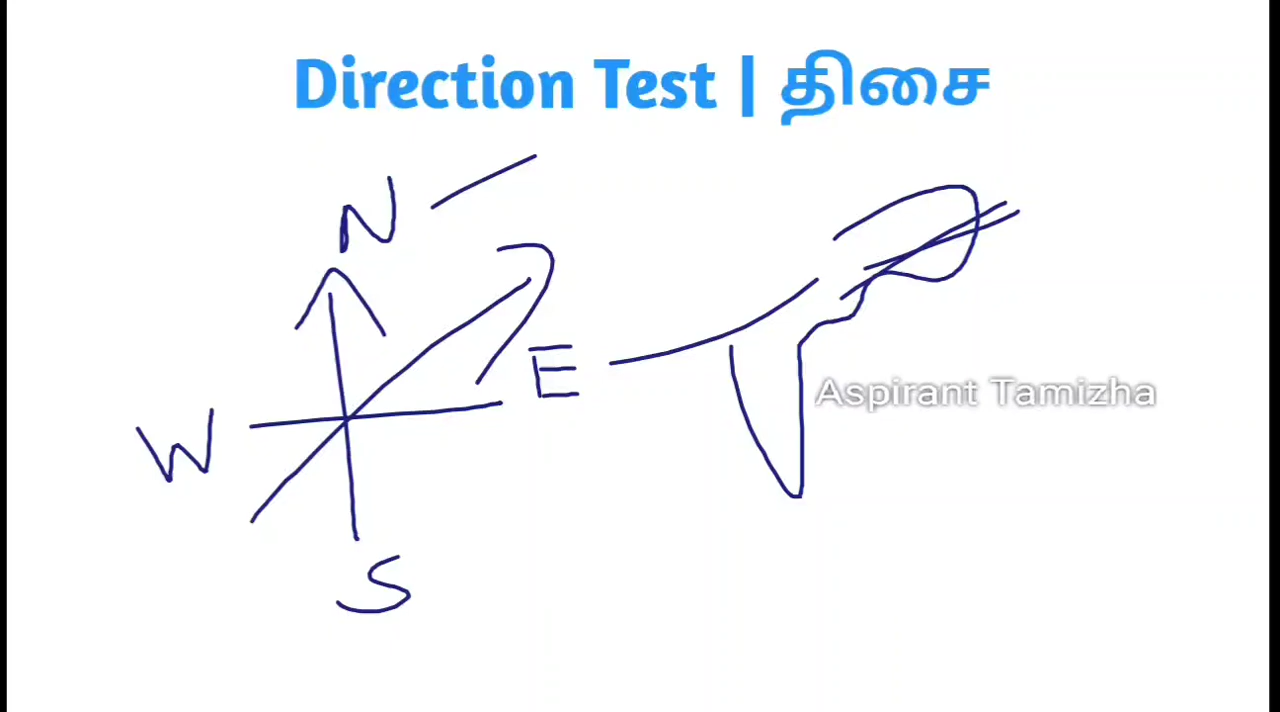 Direction Test | திசை
N
E
W
S
Aspirant Tamizha